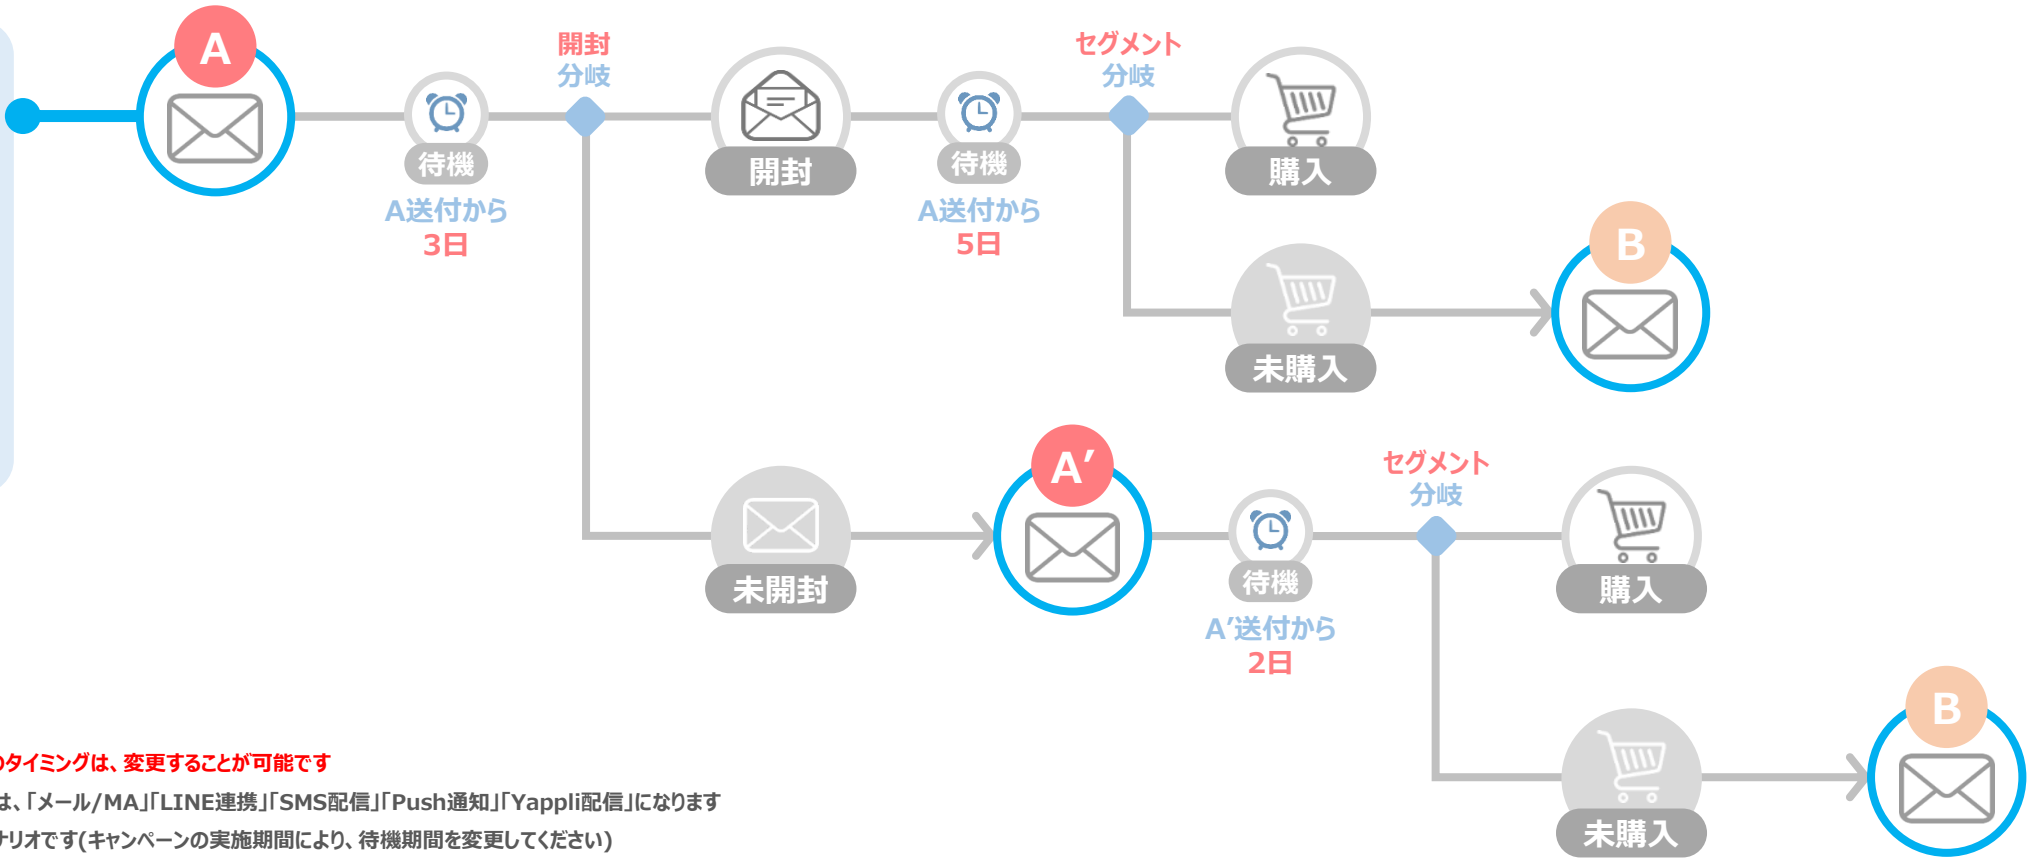 A
開封
分岐
セグメント
分岐
待機
開封
待機
購入
A送付から
3日
A送付から
5日
B
未購入
A′
セグメント
分岐
未開封
待機
購入
A′送付から
2日
B
未購入
のタイミングは、変更することが可能です
は、「メール/MA」「LINE連携」「SMS配信」「Push通知」「Yappli配信」になります
ナリオです(キャンペーンの実施期間により、待機期間を変更してください)